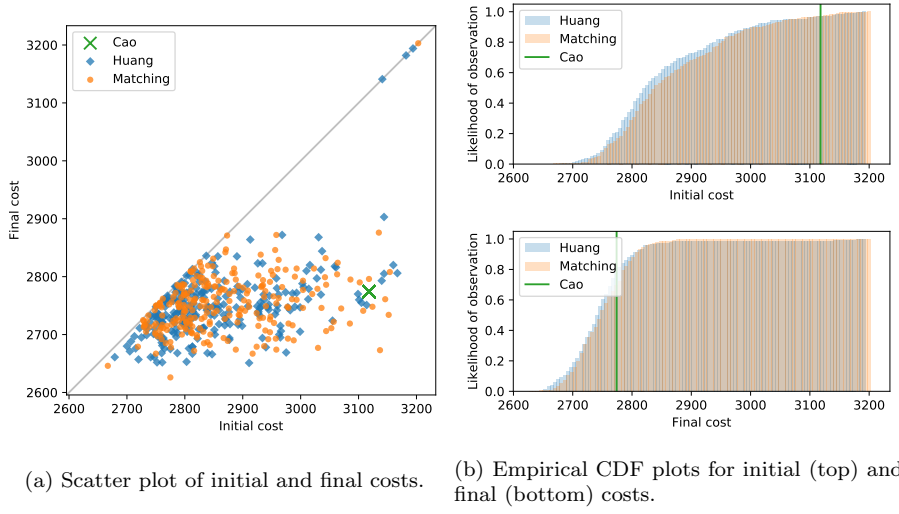 Cao
Huang
Matching
3200
3100
3000
2900
2800
2700
2600
Final cost
2600 2700 2800 2900 3000 3100 3200
Initial cost
(a) Scatter plot of initial and final costs.
Huang
Matching
Cao
1.0
0.8
0.6
0.4
0.2
0.0
Likelihood of observation
2600 2700 2800 2900 3000 3100 3200
Initial cost
Huang
Matching
Cao
1.0
0.8
0.6
0.4
0.2
0.0
Likelihood of observation
2600 2700 2800 2900 3000 3100 3200
Final cost
(b) Empirical CDF plots for initial (top) and
final (bottom) costs.